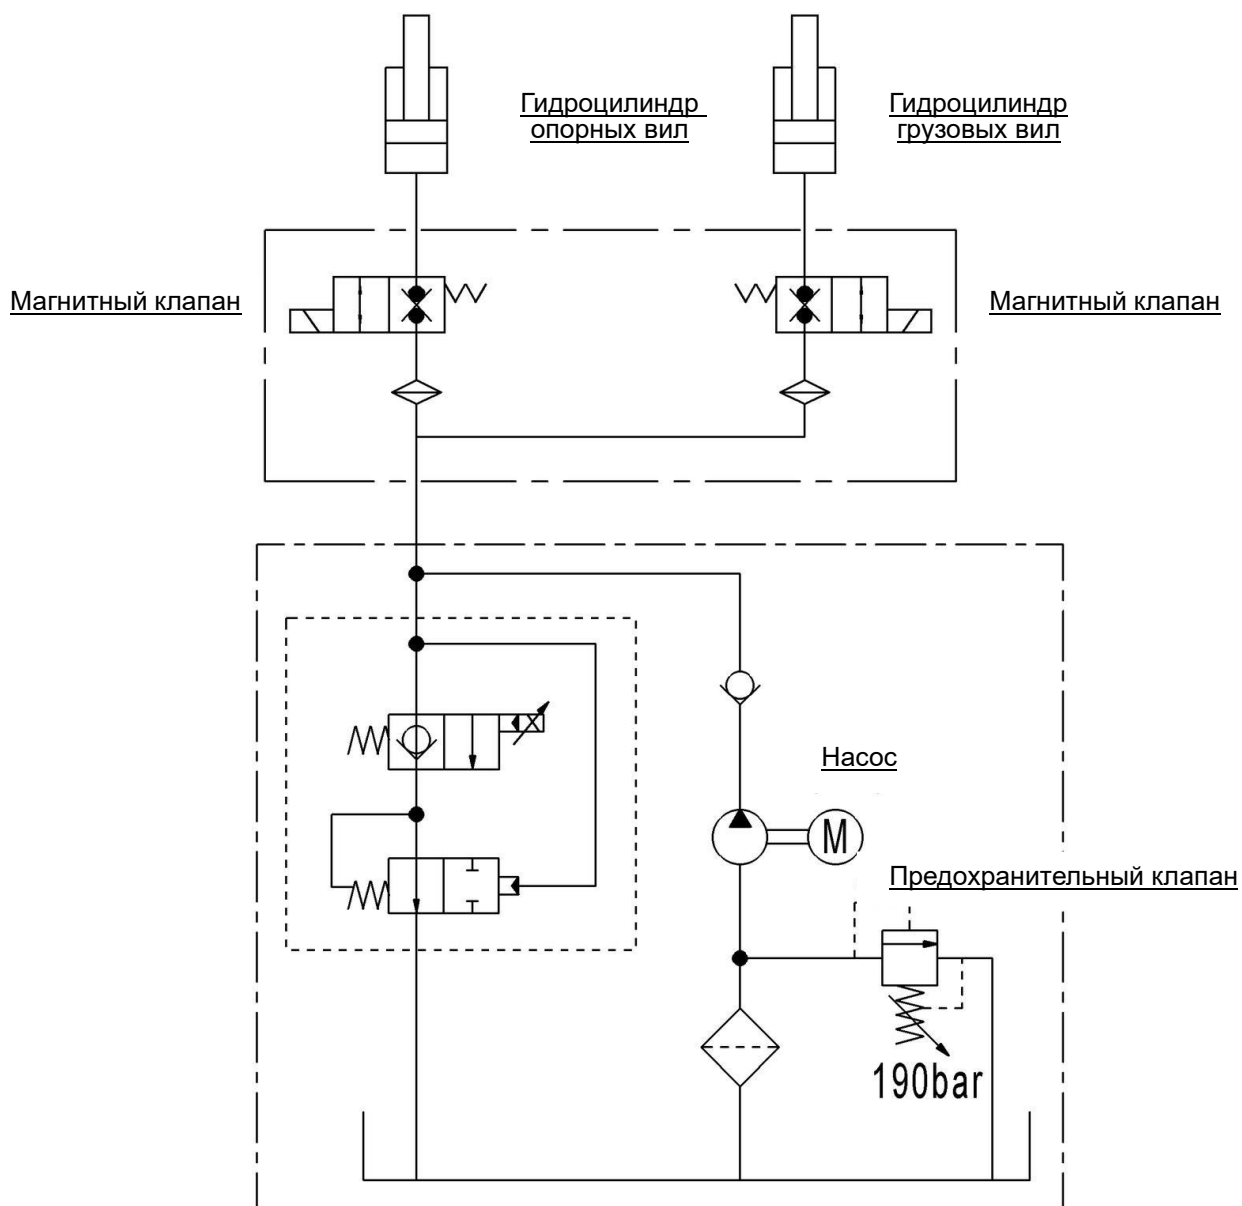 Гидроцилиндр
опорных вил
Гидроцилиндр
грузовых вил
Магнитный клапан
Магнитный клапан
Насос
M
Предохранительный клапан
190bar